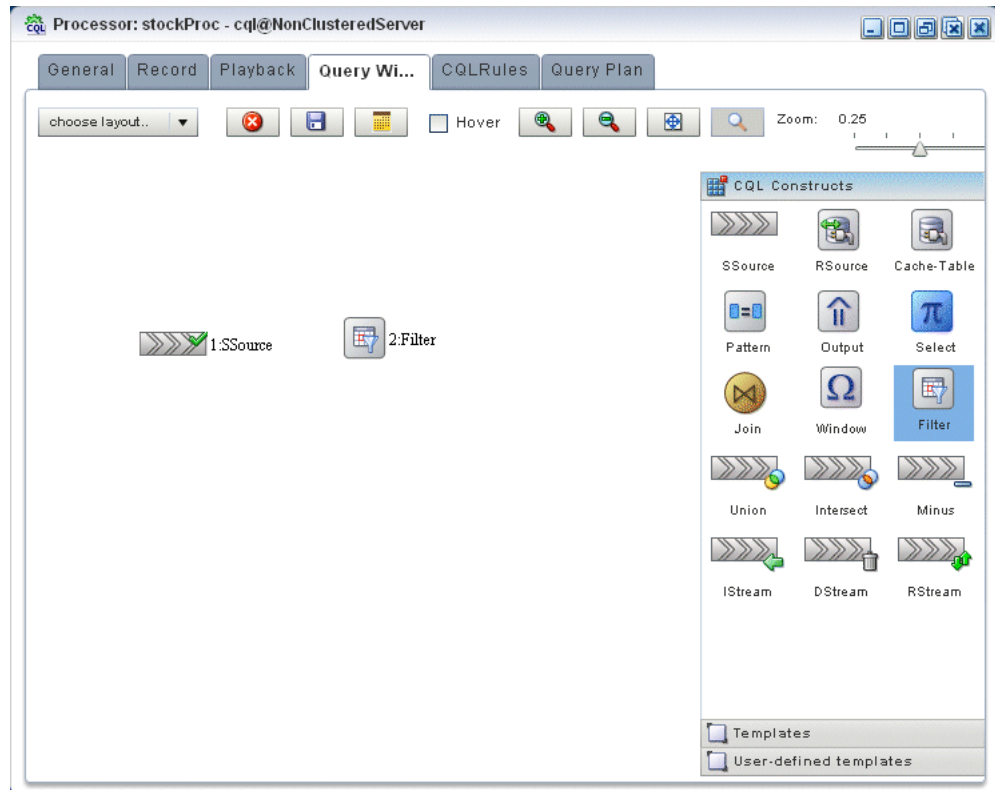 CQL Processor: stockProc - cql@NonClusteredServer
General Record Playback Query Wi... CQLRules Query Plan
choose layout.. Hover Zoom: 0.25
CQL Constructs
SSource RSource Cache-Table
1:SSource 2:Filter
π
Pattern Output Select
Ω
Join Window Filter
Union Intersect Minus
IStream DStream RStream
Templates
User-defined templates